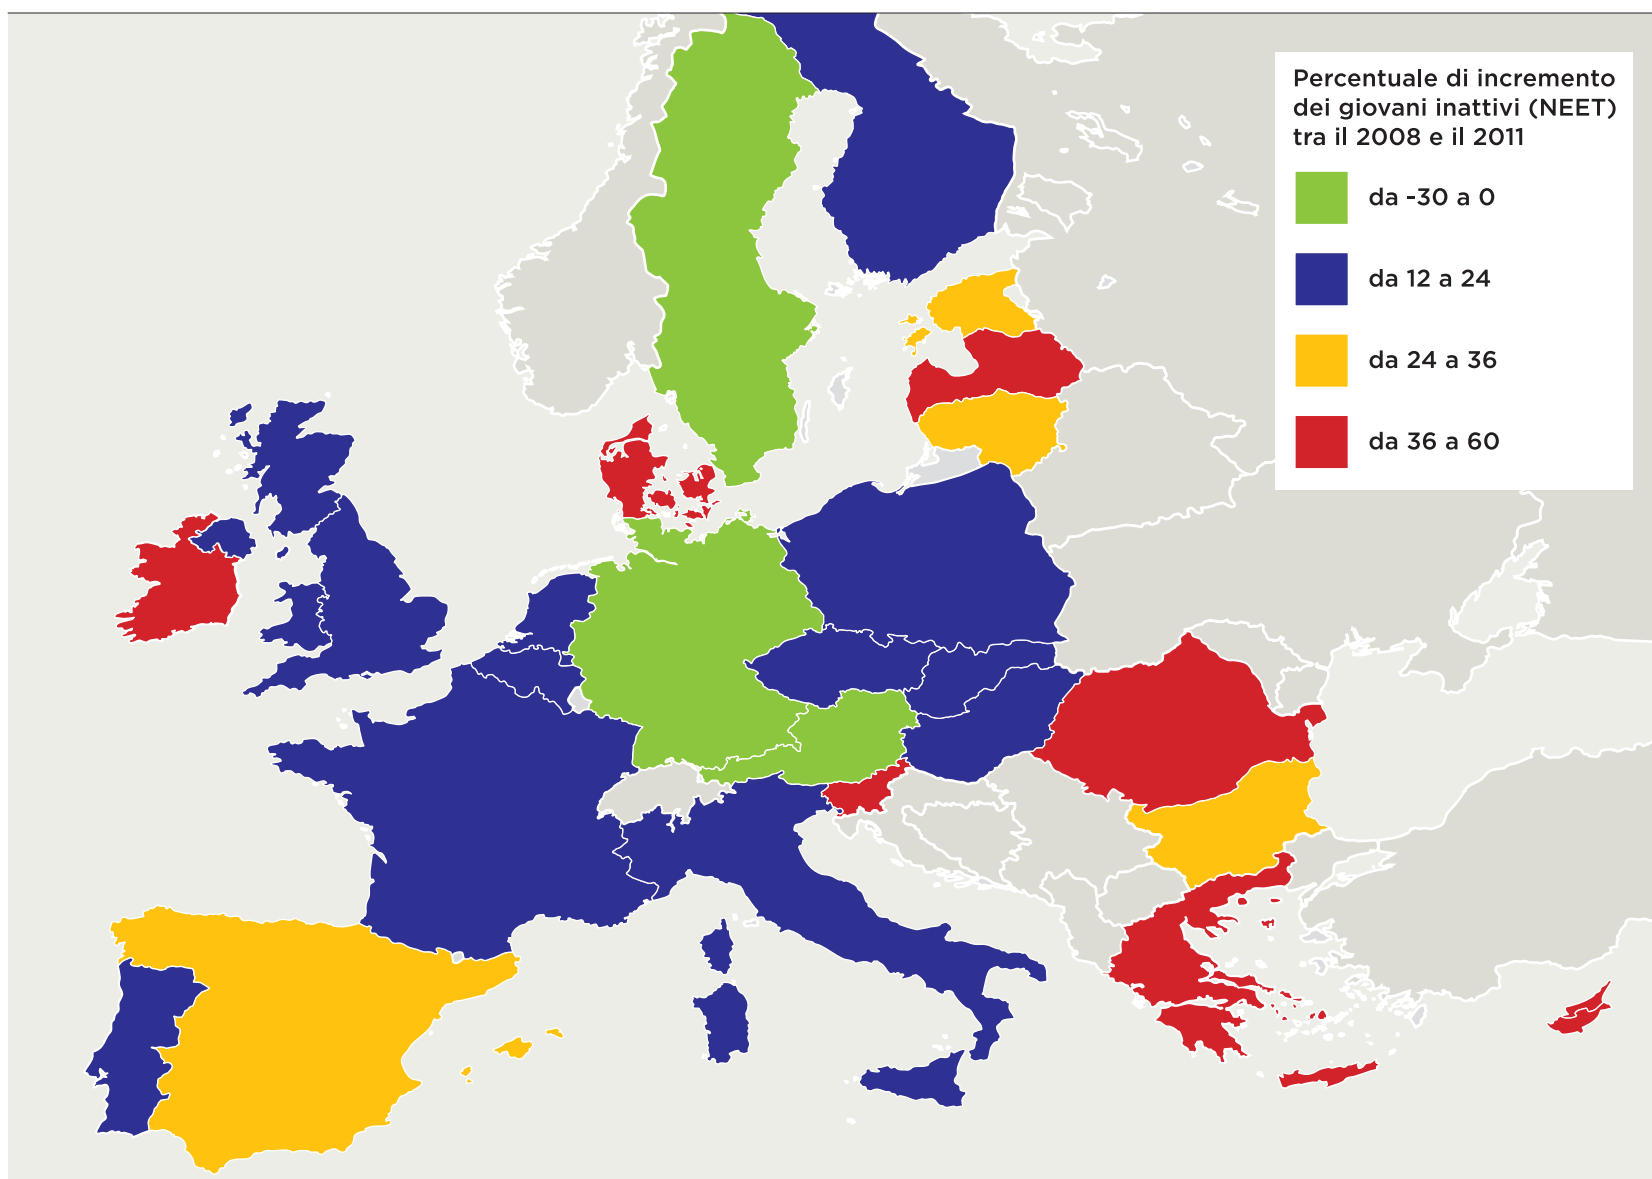 Percentuale di incremento
dei giovani inattivi (NEET)
tra il 2008 e il 2011
da -30 a 0
da 12 a 24
da 24 a 36
da 36 a 60